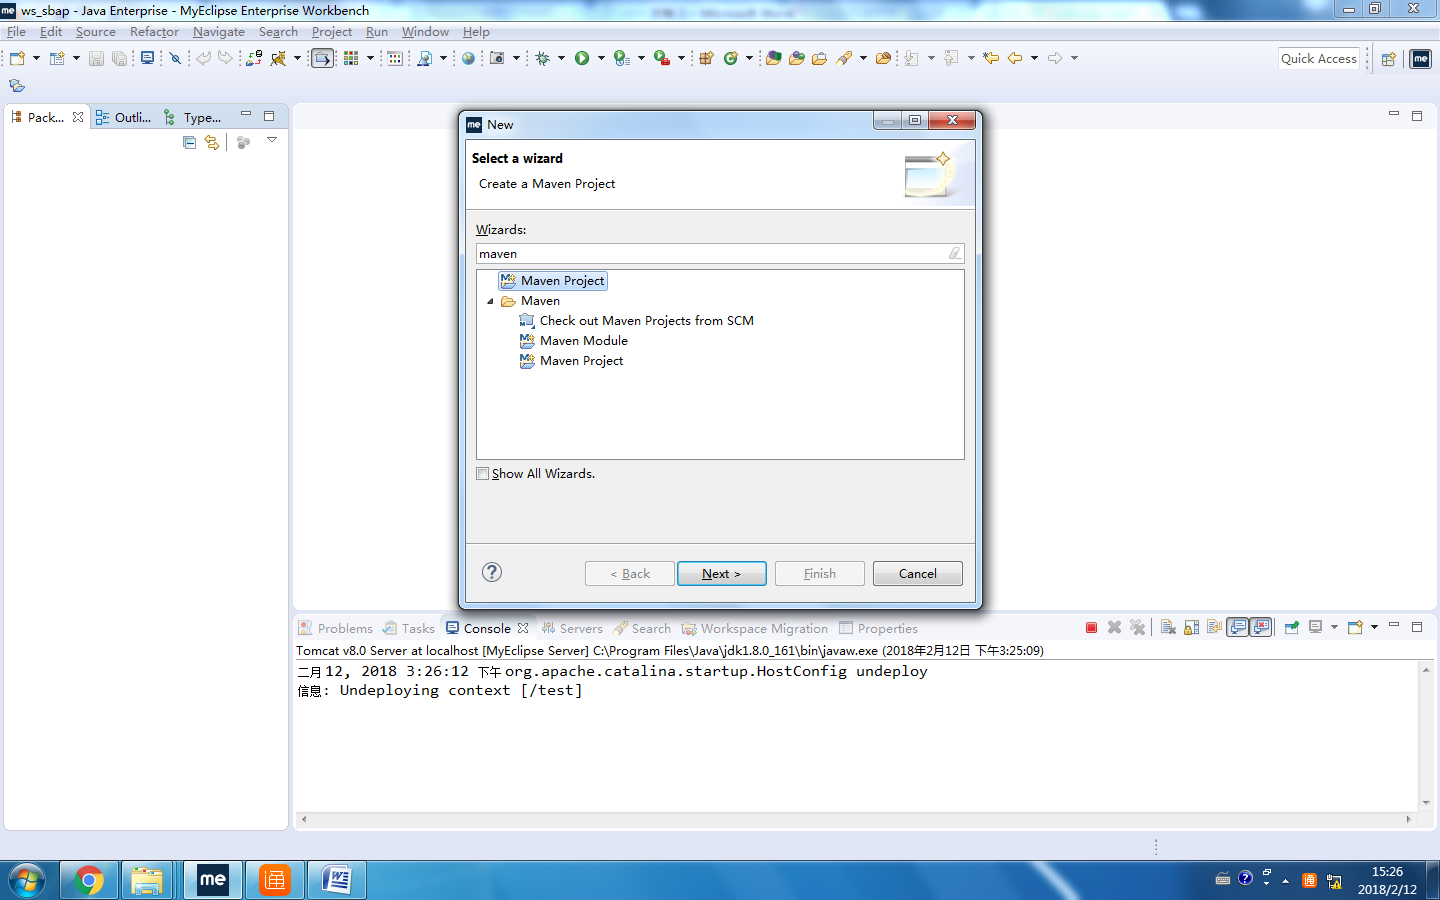 me ws_sbap - Java Enterprise - MyEclipse Enterprise Workbench
File Edit Source Refactor Navigate Search Project Run Window Help
Quick Access
me
Pack... Outli... Type...
me New
Select a wizard
Create a Maven Project
Wizards:
maven
Maven Project
Maven
Check out Maven Projects from SCM
Maven Module
Maven Project
Show All Wizards.
< Back Next > Finish Cancel
Problems Tasks Console Servers Search Workspace Migration Properties
Tomcat v8.0 Server at localhost [MyEclipse Server] C:\Program Files\Java\jdk1.8.0_161\bin\javaw.exe (2018年2月12日 下午3:25:09)
二月 12, 2018 3:26:12 下午 org.apache.catalina.startup.HostConfig undeploy
信息: Undeploying context [/test]
me
15:26
2018/2/12